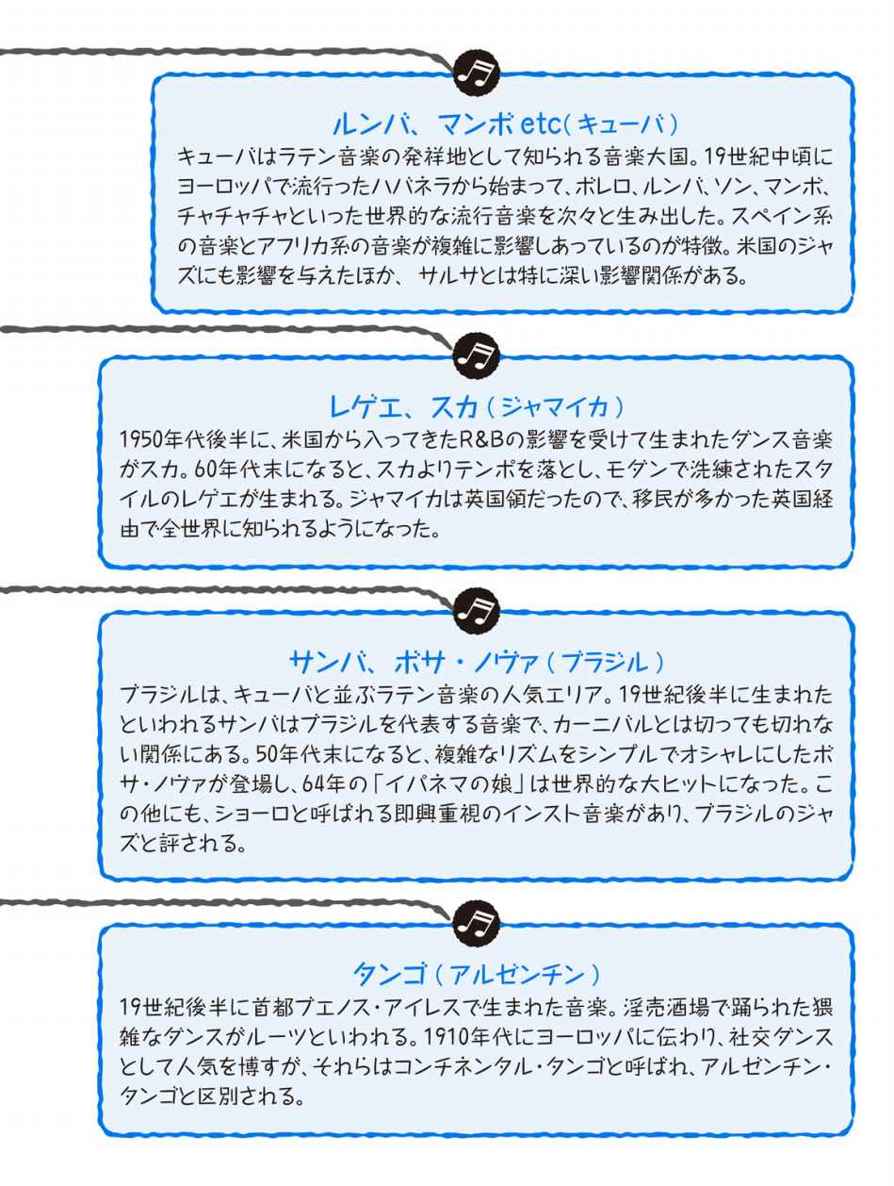 ルンバ、マンボ etc(キューバ)
キューバはラテン音楽の発祥地として知られる音楽大国。19世紀中頃に
ヨーロッパで流行ったハバネラから始まって、ボレロ、ルンバ、ソン、マンボ、
チャチャチャといった世界的な流行音楽を次々と生み出した。スペイン系
の音楽とアフリカ系の音楽が複雑に影響しあっているのが特徴。米国のジャ
ズにも影響を与えたほか、サルサとは特に深い影響関係がある。
レゲエ、スカ(ジャマイカ)
1950年代後半に、米国から入ってきたR&Bの影響を受けて生まれたダンス音楽
がスカ。60年代末になると、スカよりテンポを落とし、モダンで洗練されたスタ
イルのレゲエが生まれる。ジャマイカは英国領だったので、移民が多かった英国経
由で全世界に知られるようになった。
サンバ、ボサ・ノヴァ(ブラジル)
ブラジルは、キューバと並ぶラテン音楽の人気エリア。19世紀後半に生まれた
といわれるサンバはブラジルを代表する音楽で、カーニバルとは切っても切れな
い関係にある。50年代末になると、複雑なリズムをシンプルでオシャレにしたボ
サ・ノヴァが登場し、64年の「イパネマの娘」は世界的な大ヒットになった。こ
の他にも、ショーロと呼ばれる即興重視のインスト音楽があり、ブラジルのジャ
ズと評される。
タンゴ(アルゼンチン)
19世紀後半に首都ブエノス・アイレスで生まれた音楽。淫売酒場で踊られた猥
雑なダンスがルーツといわれる。1910年代にヨーロッパに伝わり、社交ダンス
として人気を博すが、それらはコンチネンタル・タンゴと呼ばれ、アルゼンチン・
タンゴと区別される。